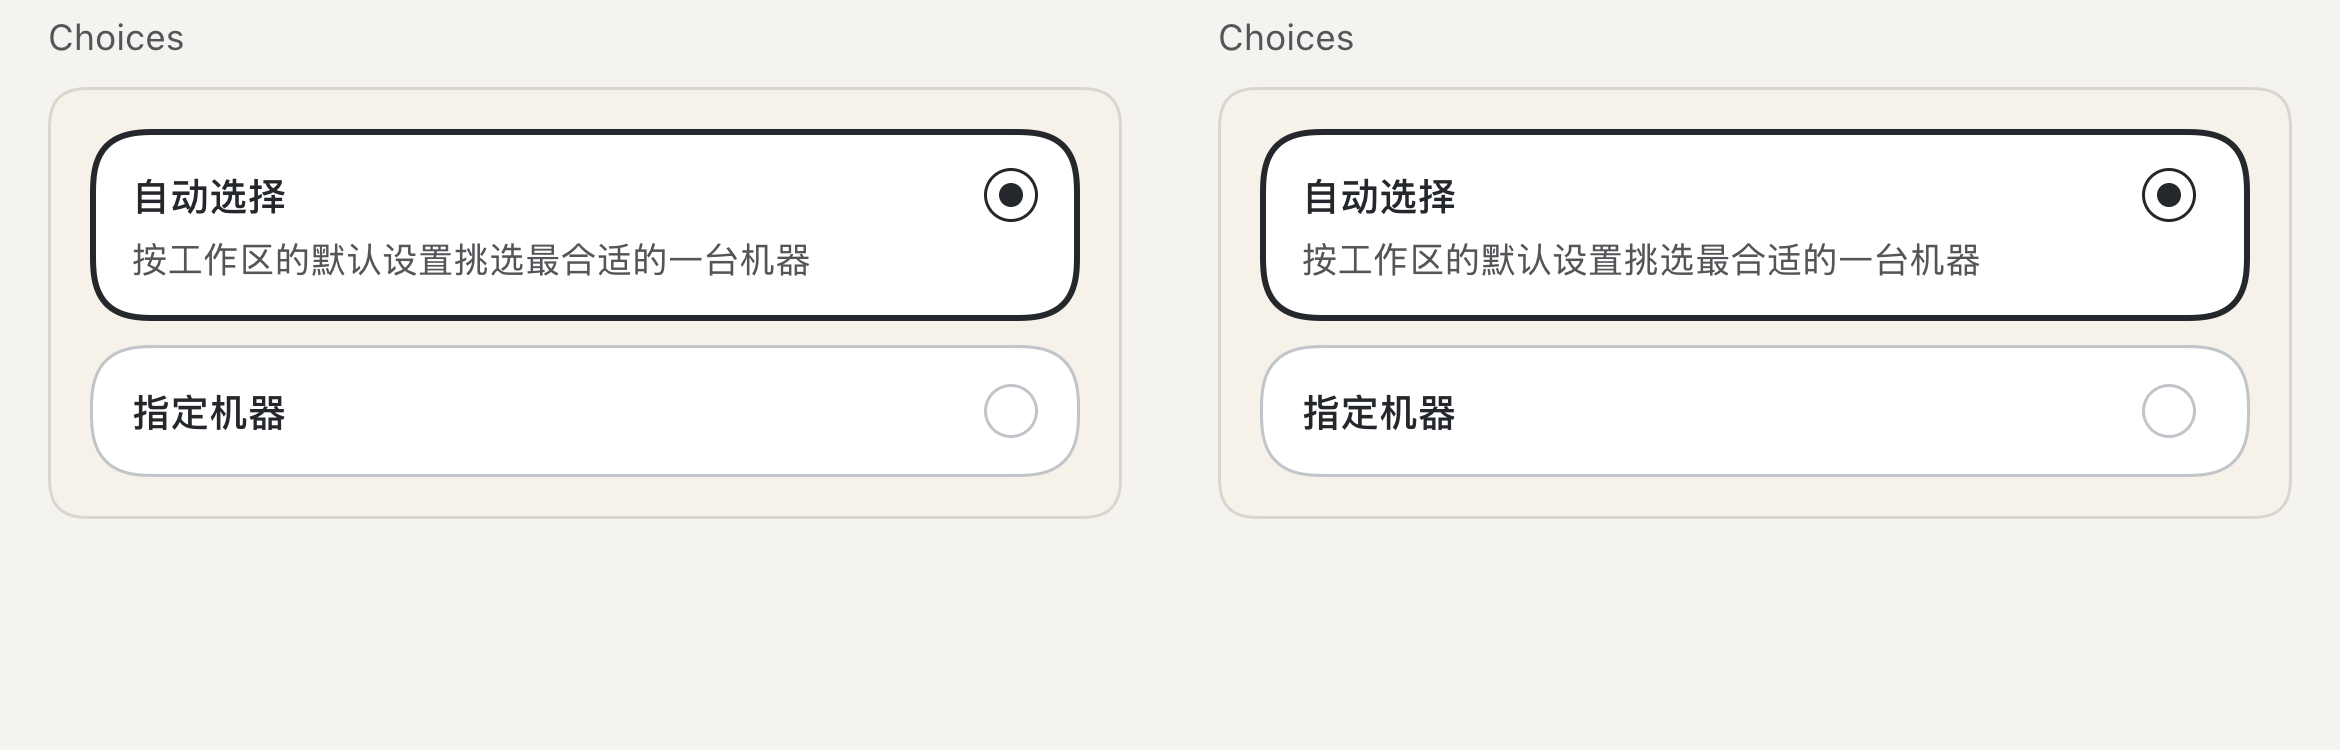 Choices
自动选择
按工作区的默认设置挑选最合适的一台机器
指定机器
Choices
自动选择
按工作区的默认设置挑选最合适的一台机器
指定机器